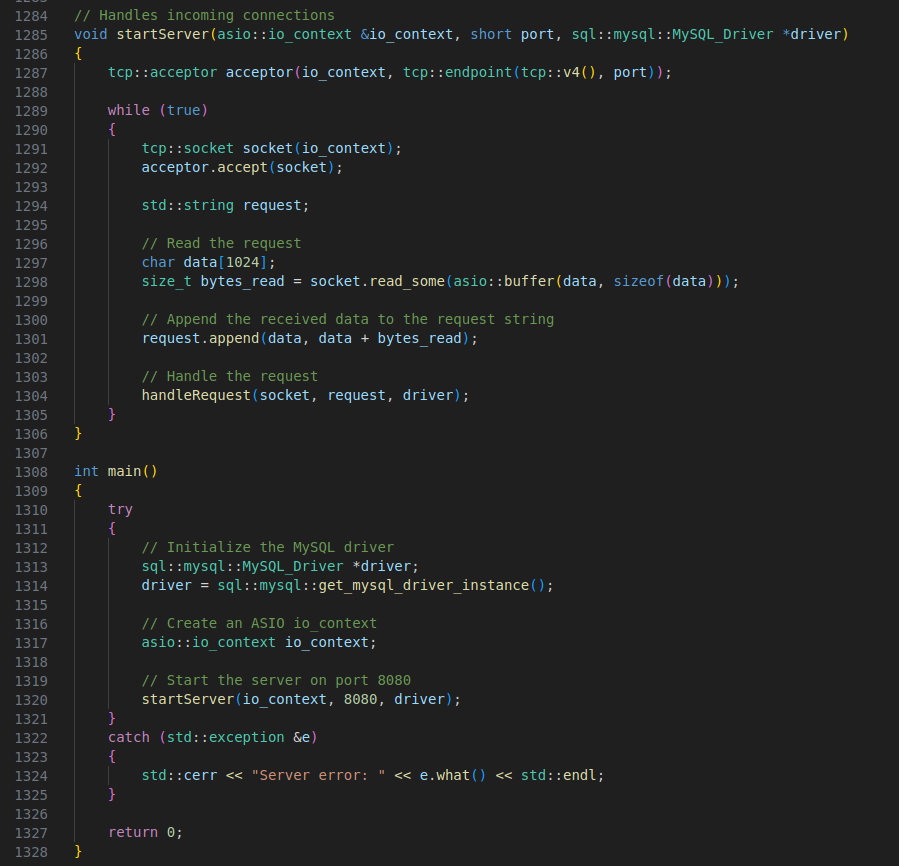 1284 // Handles incoming connections
1285 void startServer(asio::io_context &io_context, short port, sql::mysql::MySQL_Driver *driver)
1286 {
1287     tcp::acceptor acceptor(io_context, tcp::endpoint(tcp::v4(), port));
1288
1289     while (true)
1290     {
1291         tcp::socket socket(io_context);
1292         acceptor.accept(socket);
1293
1294         std::string request;
1295
1296         // Read the request
1297         char data[1024];
1298         size_t bytes_read = socket.read_some(asio::buffer(data, sizeof(data)));
1299
1300         // Append the received data to the request string
1301         request.append(data, data + bytes_read);
1302
1303         // Handle the request
1304         handleRequest(socket, request, driver);
1305     }
1306 }
1307
1308 int main()
1309 {
1310     try
1311     {
1312         // Initialize the MySQL driver
1313         sql::mysql::MySQL_Driver *driver;
1314         driver = sql::mysql::get_mysql_driver_instance();
1315
1316         // Create an ASIO io_context
1317         asio::io_context io_context;
1318
1319         // Start the server on port 8080
1320         startServer(io_context, 8080, driver);
1321     }
1322     catch (std::exception &e)
1323     {
1324         std::cerr << "Server error: " << e.what() << std::endl;
1325     }
1326
1327     return 0;
1328 }